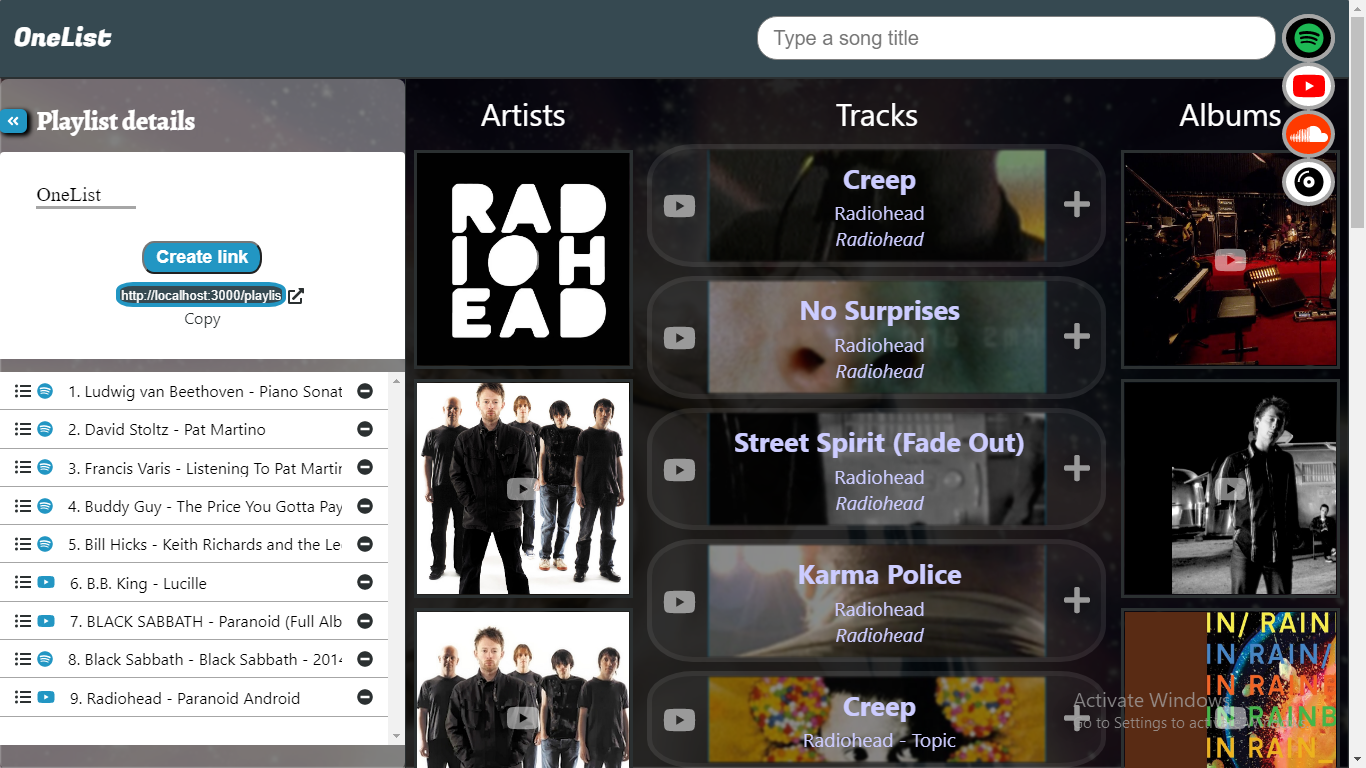 OneList
Type a song title
Playlist details
OneList
Create link
http://localhost:3000/playlis
Copy
1. Ludwig van Beethoven - Piano Sonat
2. David Stoltz - Pat Martino
3. Francis Varis - Listening To Pat Martir
4. Buddy Guy - The Price You Gotta Pay
5. Bill Hicks - Keith Richards and the Le
6. B.B. King - Lucille
7. BLACK SABBATH - Paranoid (Full Alb
8. Black Sabbath - Black Sabbath - 2014
9. Radiohead - Paranoid Android
Artists
RAD
IOH
EAD
Tracks
Creep
Radiohead
Radiohead
No Surprises
Radiohead
Radiohead
Street Spirit (Fade Out)
Radiohead
Radiohead
Karma Police
Radiohead
Radiohead
Creep
Radiohead - Topic
Albums
IN/ RAIN
IN RAIN/
IN RAIN
IN RAINB
IN RAIN_
Activate Windows
Go to Settings to activate